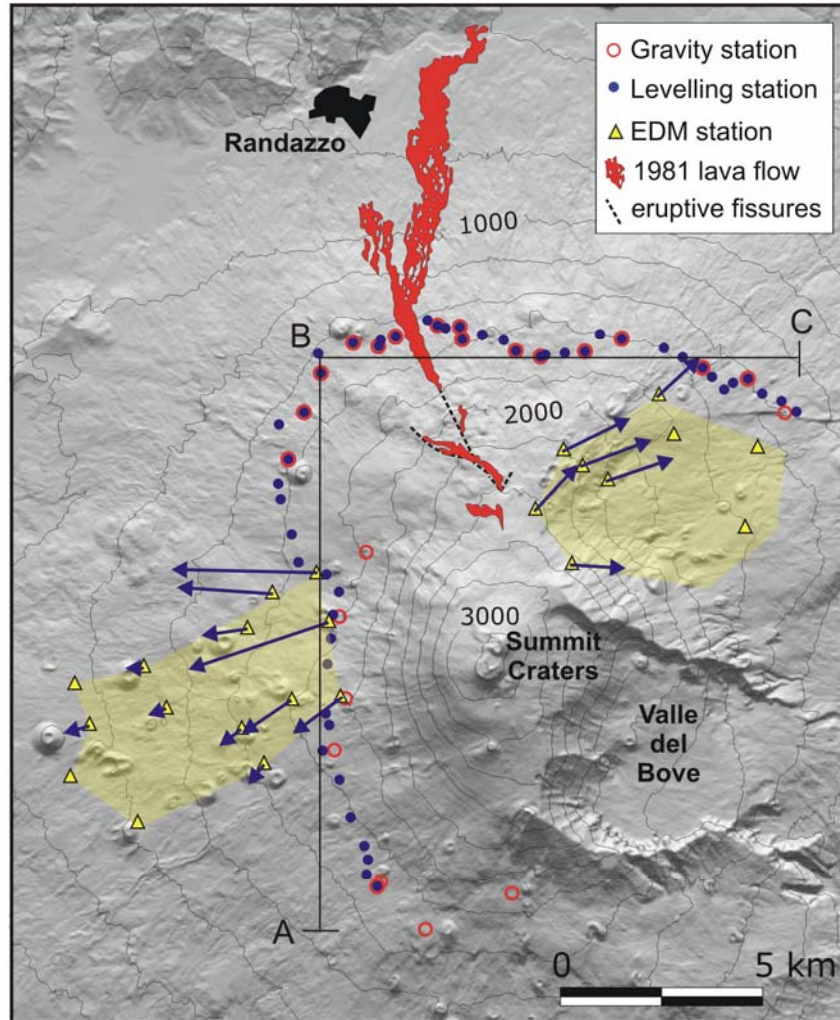 Gravity station
Levelling station
EDM station
1981 lava flow
eruptive fissures
Randazzo
1000
B
C
2000
3000
Summit
Craters
Valle
del
Bove
A
0
5 km